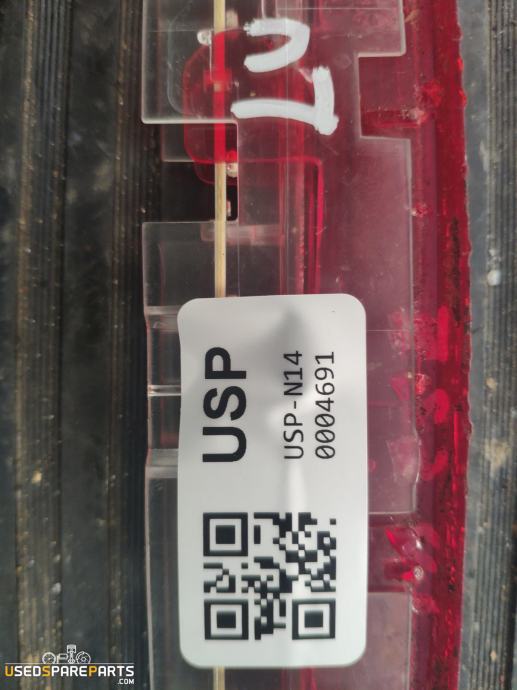 USP
USP-N14
0004691
USEDSPAREPARTS
.COM